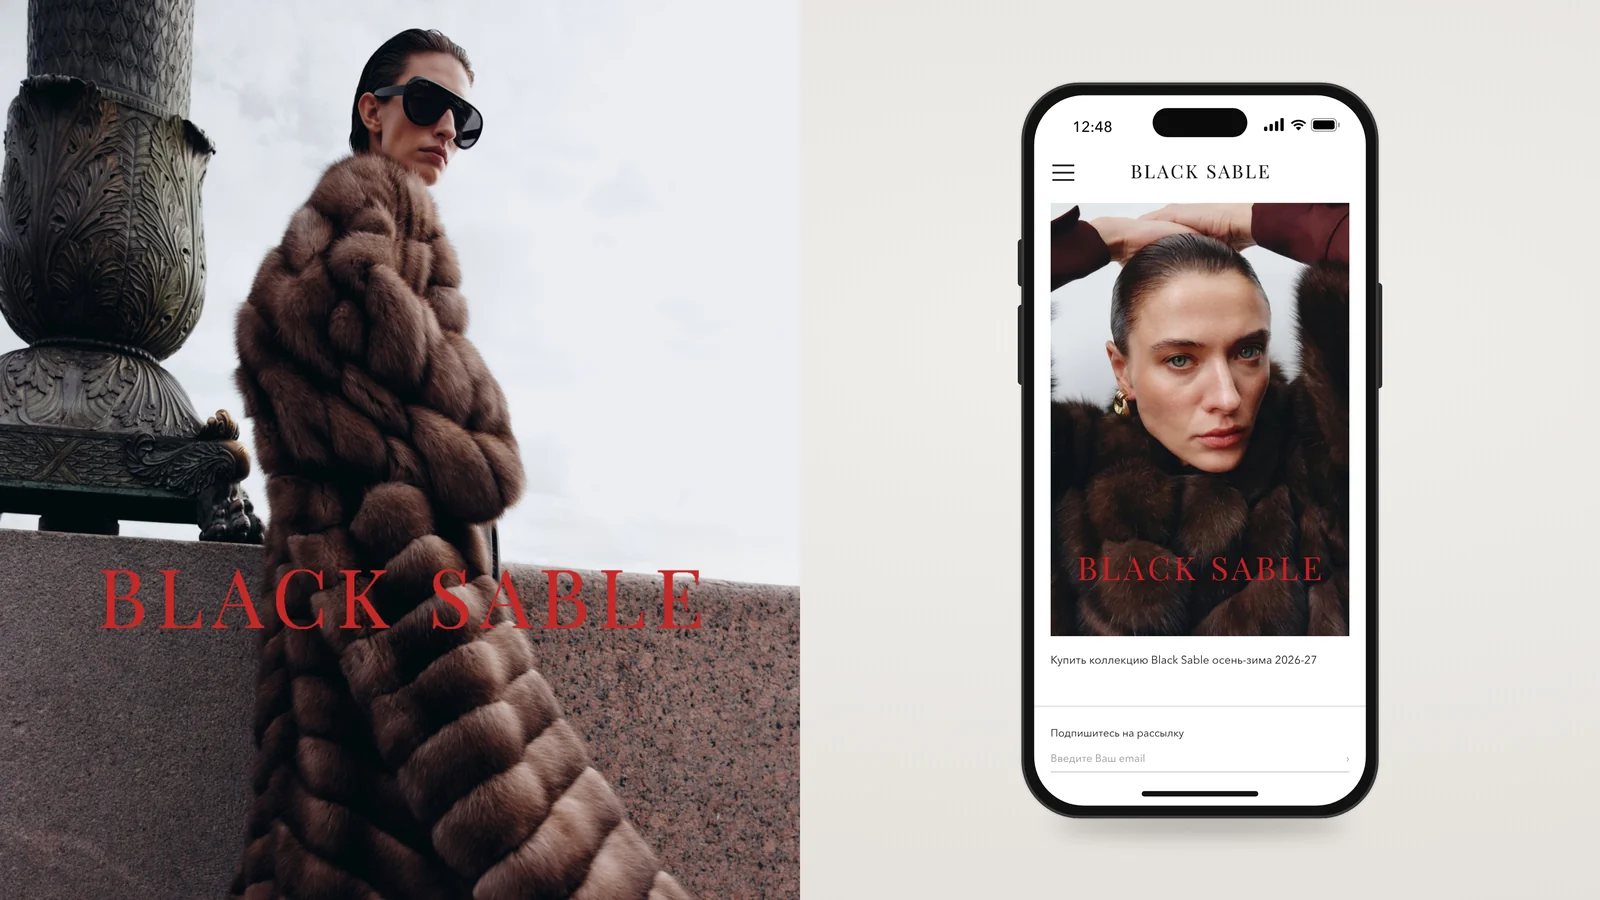 BLACK SABLE
12:48
BLACK SABLE
BLACK SABLE
Купить коллекцию Black Sable осень-зима 2026-27
Подпишитесь на рассылку
Введите Ваш email